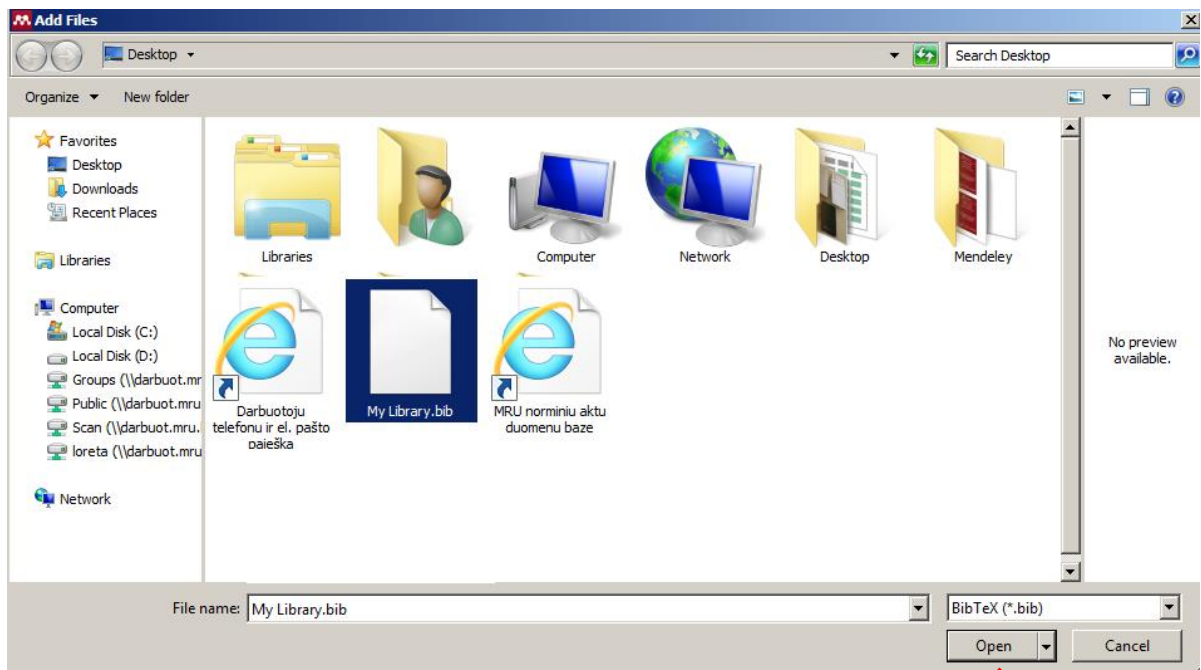 Add Files
Desktop
Search Desktop
Organize
New folder
Favorites
Desktop
Downloads
Recent Places
Libraries
Computer
Local Disk (C:)
Local Disk (D:)
Groups (\\darbuot.mr
Public (\\darbuot.mru
Scan (\\darbuot.mru.
loreta (\\darbuot.mru
Network
Libraries
Computer
Network
Desktop
Mendeley
Darbuotoju
telefonu ir el. pašto
paieška
My Library.bib
MRU norminiu aktu
duomenu baze
No preview
available.
File name:
My Library.bib
BibTeX (*.bib)
Open
Cancel